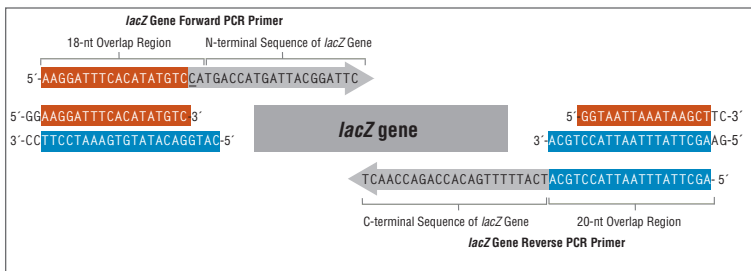 lacZ Gene Forward PCR Primer
18-nt Overlap Region N-terminal Sequence of lacZ Gene
5´-AAGGATTTCACATATGTCCATGACCATGATTACGGATTC
5´-GGAAGGATTTCACATATGTC-3´
3´-CCTTCCTAAAGTGTATACAGGTAC-5´
lacZ gene
5´-GGTAATTAAATAAGCTTC-3´
3´-ACGTCCATTAATTTATTCGAAG-5´
TCAACCAGACCACAGTTTTTACTACGTCCATTAATTTATTCGA-5´
C-terminal Sequence of lacZ Gene 20-nt Overlap Region
lacZ Gene Reverse PCR Primer